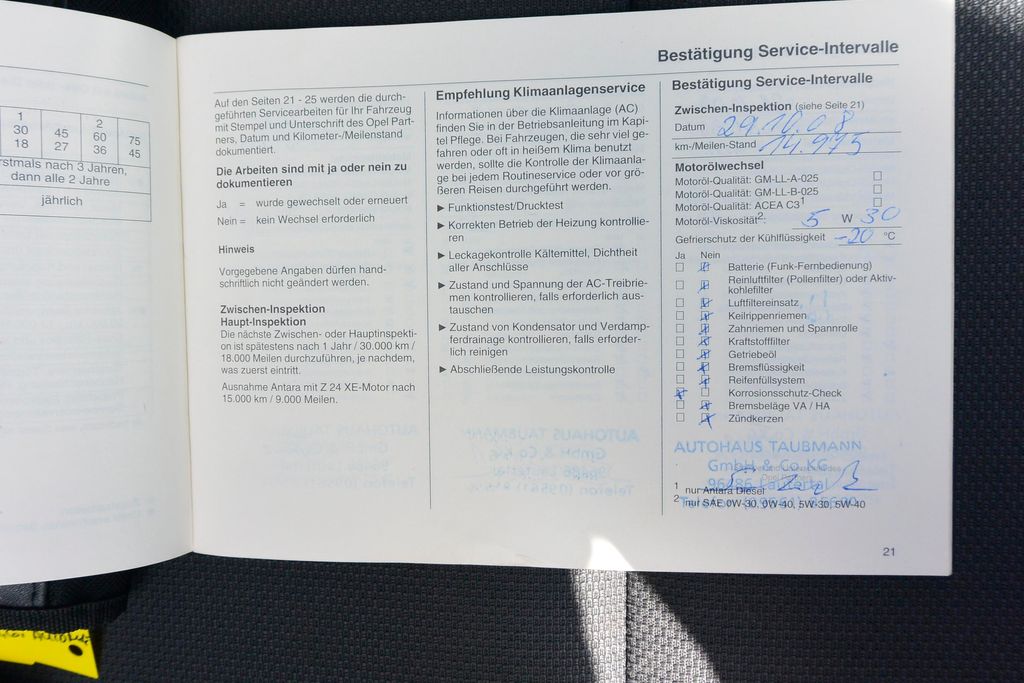 1
2
30
45
60
75
18
27
36
45
rstmals nach 3 Jahren,
dann alle 2 Jahre
jährlich
Bestätigung Service-Intervalle
Auf den Seiten 21 - 25 werden die durch-
geführten Servicearbeiten für Ihr Fahrzeug
mit Stempel und Unterschrift des Opel Part-
ners, Datum und Kilometer-/Meilenstand
dokumentiert.
Die Arbeiten sind mit ja oder nein zu
dokumentieren
Ja = wurde gewechselt oder erneuert
Nein = kein Wechsel erforderlich
Hinweis
Vorgegebene Angaben dürfen hand-
schriftlich nicht geändert werden.
Zwischen-Inspektion
Haupt-Inspektion
Die nächste Zwischen- oder Hauptinspekti-
on ist spätestens nach 1 Jahr / 30.000 km /
18.000 Meilen durchzuführen, je nachdem,
was zuerst eintritt.
Ausnahme Antara mit Z 24 XE-Motor nach
15.000 km / 9.000 Meilen.
Empfehlung Klimaanlagenservice
Informationen über die Klimaanlage (AC)
finden Sie in der Betriebsanleitung im Kapi-
tel Pflege. Bei Fahrzeugen, die sehr viel ge-
fahren oder oft in heißem Klima benutzt
werden, sollte die Kontrolle der Klimaanla-
ge bei jedem Routineservice oder vor grö-
ßeren Reisen durchgeführt werden.
► Funktionstest/Drucktest
► Korrekten Betrieb der Heizung kontrollie-
ren
► Leckagekontrolle Kältemittel, Dichtheit
aller Anschlüsse
► Zustand und Spannung der AC-Treibrie-
men kontrollieren, falls erforderlich aus-
tauschen
► Zustand von Kondensator und Verdamp-
ferdrainage kontrollieren, falls erforder-
lich reinigen
► Abschließende Leistungskontrolle
Bestätigung Service-Intervalle
Zwischen-Inspektion (siehe Seite 21)
Datum 29.10.08
km-/Meilen-Stand 14.975
Motorölwechsel
Motoröl-Qualität: GM-LL-A-025
Motoröl-Qualität: GM-LL-B-025
Motoröl-Qualität: ACEA C3¹
Motoröl-Viskosität²: 5 W 30
Gefrierschutz der Kühlflüssigkeit -20 °C
Ja Nein
Batterie (Funk-Fernbedienung)
Reinluftfilter (Pollenfilter) oder Aktiv-
kohlefilter
Luftfiltereinsatz
Keilrippenriemen
Zahnriemen und Spannrolle
Kraftstofffilter
Getriebeöl
Bremsflüssigkeit
Reifenfüllsystem
Korrosionsschutz-Check
Bremsbeläge VA / HA
Zündkerzen
AUTOHAUS TAUBMANN
GmbH & Co. KG
96486 Lautertal
¹ nur Antara Diesel
² nur SAE 0W-30, 0W-40, 5W-30, 5W-40
21